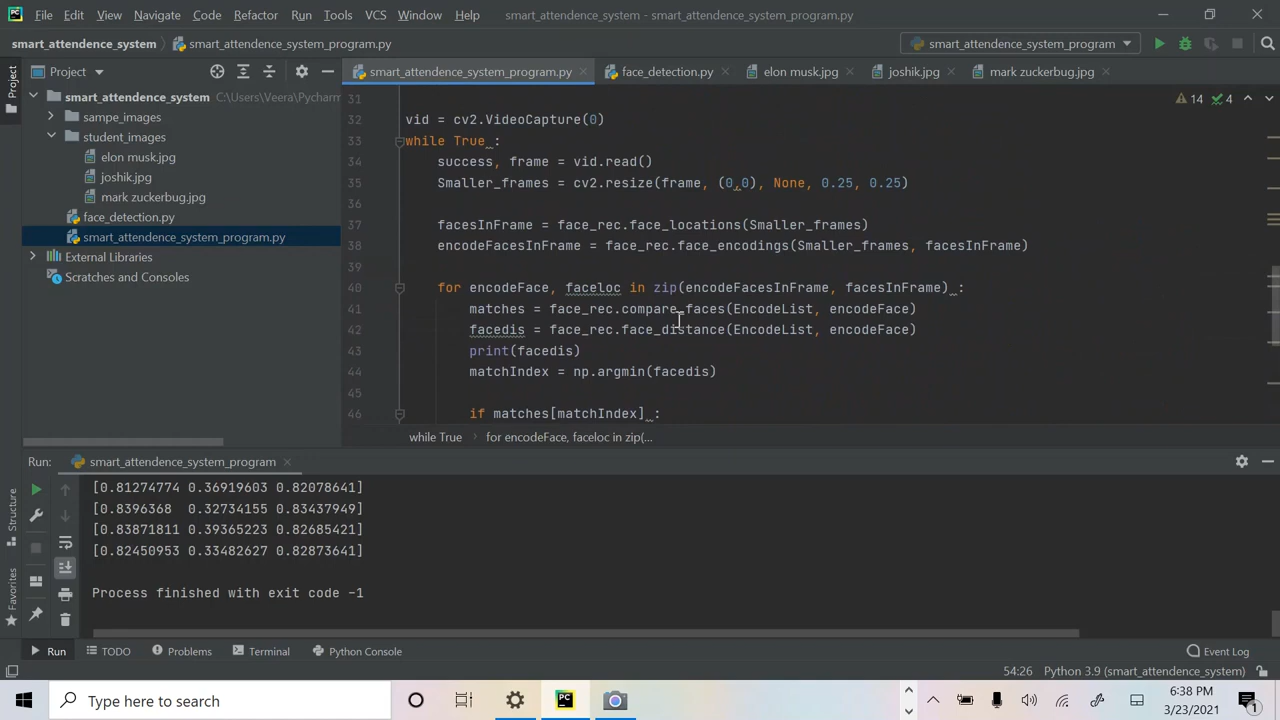 File Edit View Navigate Code Refactor Run Tools VCS Window Help smart_attendence_system - smart_attendence_system_program.py
smart_attendence_system smart_attendence_system_program.py smart_attendence_system_program
Project smart_attendence_system_program.py face_detection.py elon musk.jpg joshik.jpg mark zuckerbug.jpg
Project
smart_attendence_system C:\Users\Veera\Pycharm
sampe_images
student_images
elon musk.jpg
joshik.jpg
mark zuckerbug.jpg
face_detection.py
smart_attendence_system_program.py
External Libraries
Scratches and Consoles
14 4
31
32 vid = cv2.VideoCapture(0)
33 while True :
34 success, frame = vid.read()
35 Smaller_frames = cv2.resize(frame, (0,0), None, 0.25, 0.25)
36
37 facesInFrame = face_rec.face_locations(Smaller_frames)
38 encodeFacesInFrame = face_rec.face_encodings(Smaller_frames, facesInFrame)
39
40 for encodeFace, faceloc in zip(encodeFacesInFrame, facesInFrame) :
41 matches = face_rec.compare_faces(EncodeList, encodeFace)
42 facedis = face_rec.face_distance(EncodeList, encodeFace)
43 print(facedis)
44 matchIndex = np.argmin(facedis)
45
46 if matches[matchIndex] :
while True for encodeFace, faceloc in zip(...
Run: smart_attendence_system_program
[0.81274774 0.36919603 0.82078641]
[0.8396368 0.32734155 0.83437949]
[0.83871811 0.39365223 0.82685421]
[0.82450953 0.33482627 0.82873641]
Process finished with exit code -1
Structure
Favorites
Run TODO Problems Terminal Python Console Event Log
54:26 Python 3.9 (smart_attendence_system)
Type here to search
6:38 PM
3/23/2021
1